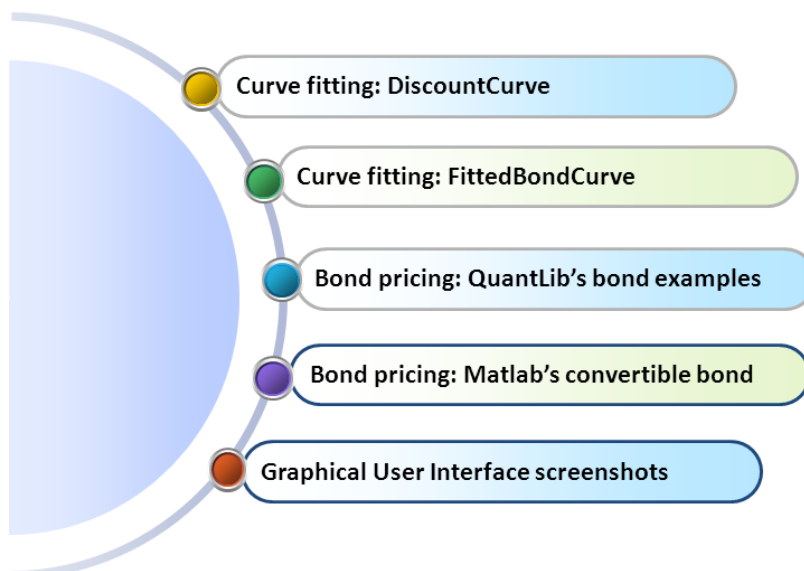 Curve fitting: DiscountCurve
Curve fitting: FittedBondCurve
Bond pricing: QuantLib’s bond examples
Bond pricing: Matlab’s convertible bond
Graphical User Interface screenshots